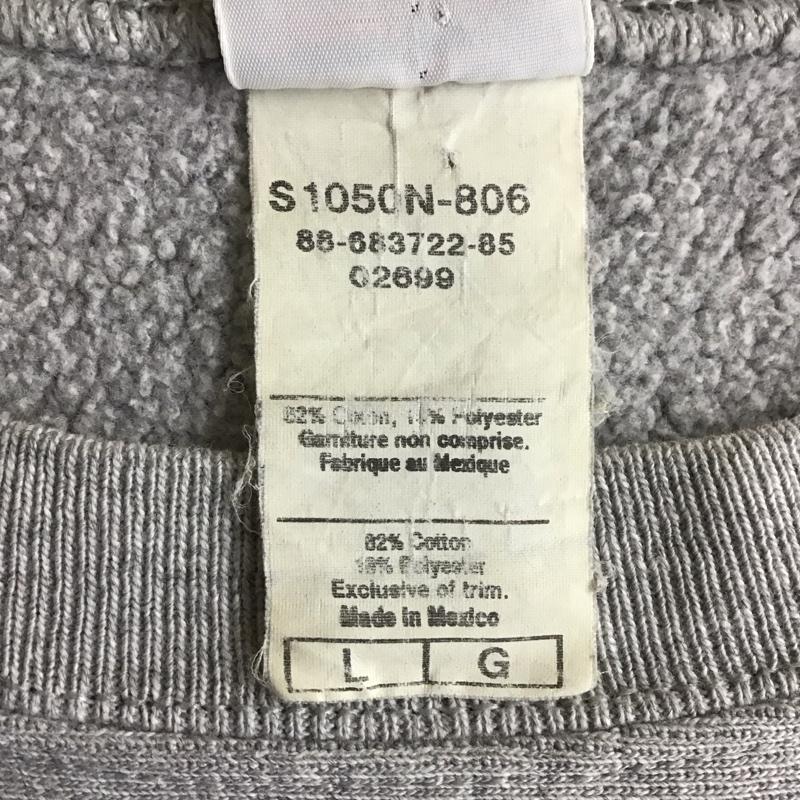 S1050N-806
88-683722-85
02699
82% Coton, 18% Polyester
Garniture non comprise.
Fabrique au Mexique
82% Cotton
18% Polyester
Exclusive of trim.
Made in Mexico
L G